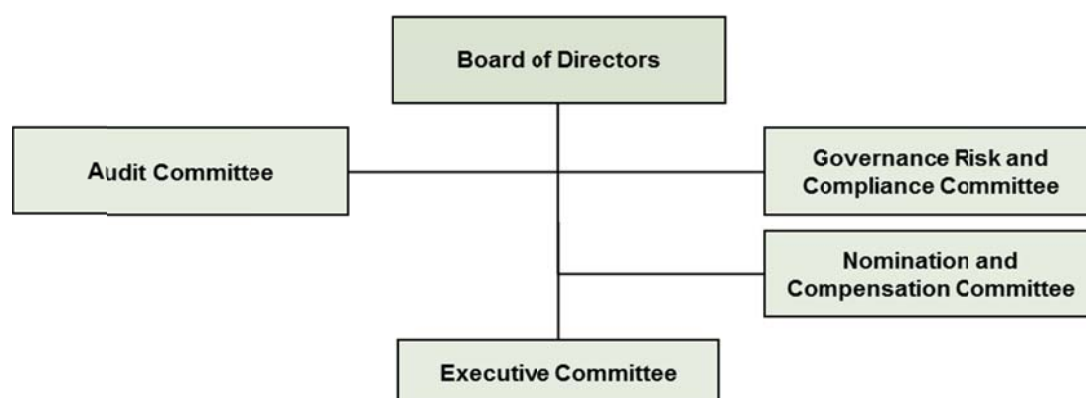 Board of Directors
Audit Committee
Governance Risk and
Compliance Committee
Nomination and
Compensation Committee
Executive Committee